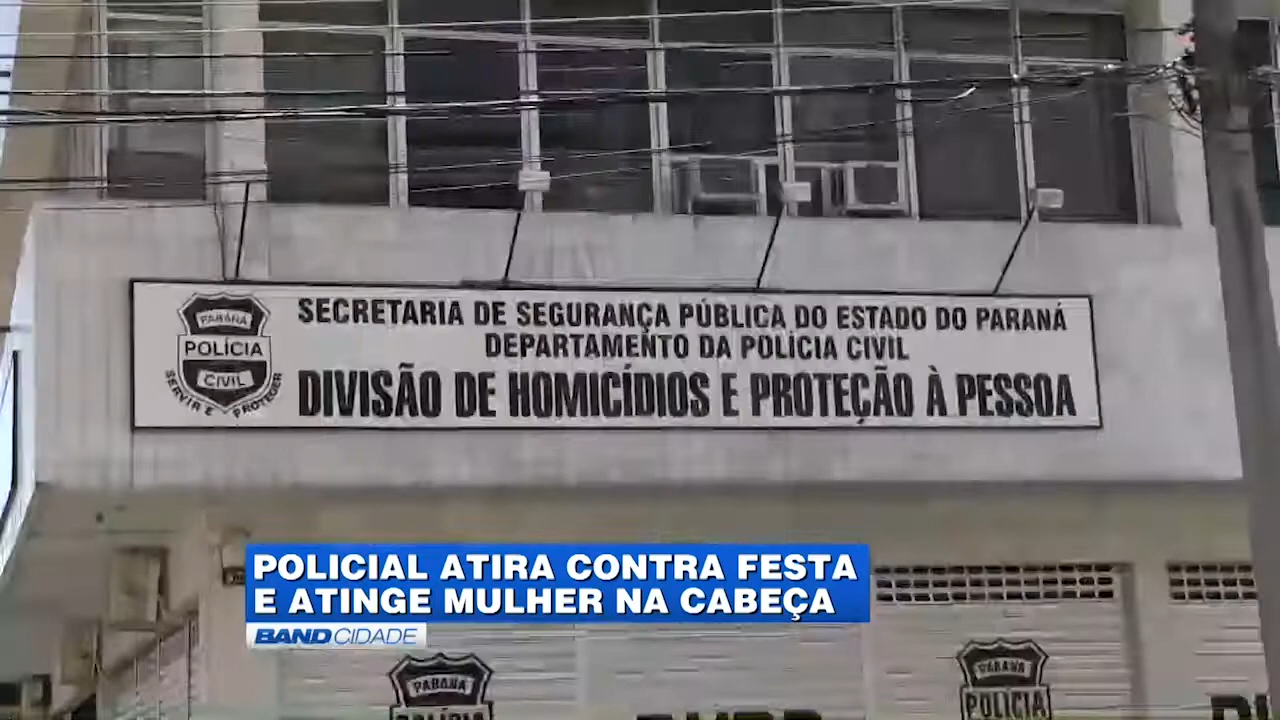 SECRETARIA DE SEGURANÇA PÚBLICA DO ESTADO DO PARANÁ
DEPARTAMENTO DA POLÍCIA CIVIL
DIVISÃO DE HOMICÍDIOS E PROTEÇÃO À PESSOA
PARANÁ
POLÍCIA
CIVIL
SERVIR E PROTEGER
POLICIAL ATIRA CONTRA FESTA
E ATINGE MULHER NA CABEÇA
BAND CIDADE
PARANÁ
POLÍCIA
PARANÁ
POLÍCIA